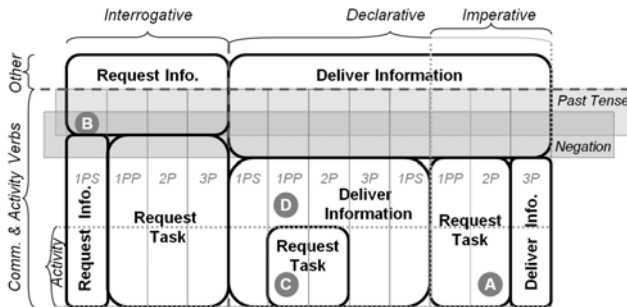 Interrogative Declarative Imperative
Other
Request Info. Deliver Information
Past Tense
B
Negation
Comm. & Activity Verbs
1PS 1PP 2P 3P 1PS 1PP 2P 3P 1PS 1PP 2P 3P
Request Info.
Request
Task
D
Deliver
Information
Request
Task
Deliver Info.
Activity
Request
Task
C
A